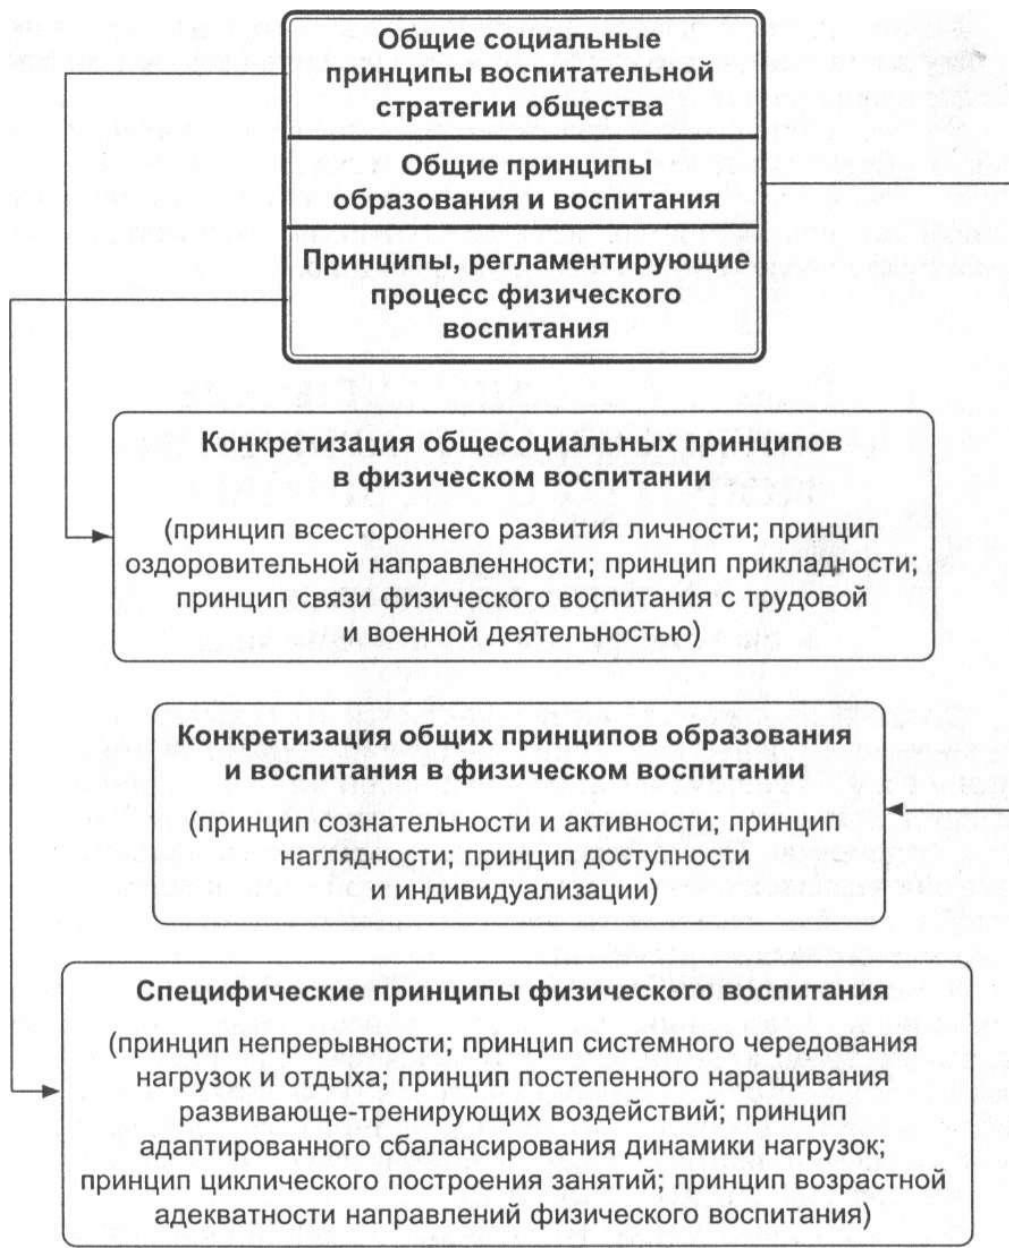 Общие социальные
принципы воспитательной
стратегии общества
Общие принципы
образования и воспитания
Принципы, регламентирующие
процесс физического
воспитания
Конкретизация общесоциальных принципов
в физическом воспитании
(принцип всестороннего развития личности; принцип
оздоровительной направленности; принцип прикладности;
принцип связи физического воспитания с трудовой
и военной деятельностью)
Конкретизация общих принципов образования
и воспитания в физическом воспитании
(принцип сознательности и активности; принцип
наглядности; принцип доступности
и индивидуализации)
Специфические принципы физического воспитания
(принцип непрерывности; принцип системного чередования
нагрузок и отдыха; принцип постепенного наращивания
развивающе-тренирующих воздействий; принцип
адаптированного сбалансирования динамики нагрузок;
принцип циклического построения занятий; принцип возрастной
адекватности направлений физического воспитания)